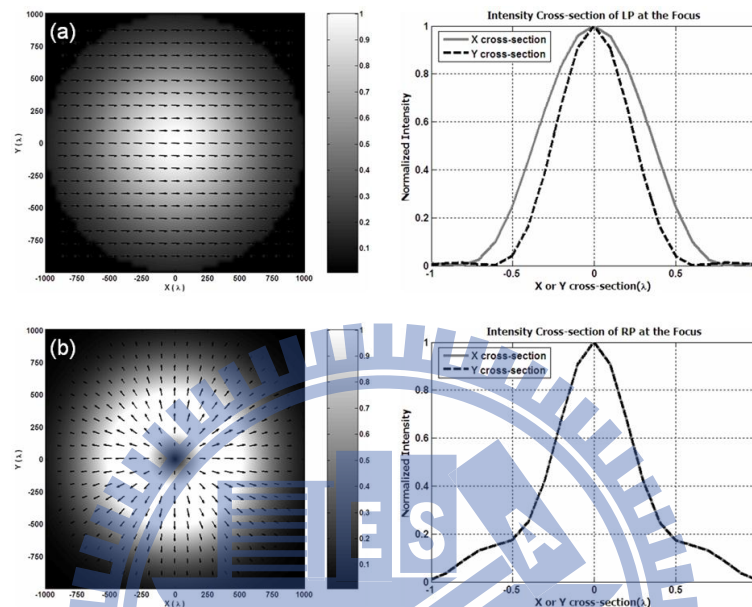 (a)
1000
750
500
250
0
-250
-500
-750
-1000 -750 -500 -250 0 250 500 750 1000
X (λ)
Y (λ)
1
0.9
0.8
0.7
0.6
0.5
0.4
0.3
0.2
0.1
Intensity Cross-section of LP at the Focus
X cross-section
Y cross-section
Normalized Intensity
1
0.8
0.6
0.4
0.2
0
-1 -0.5 0 0.5
X or Y cross-section(λ)
(b)
1000
750
500
250
0
-250
-500
-750
-1000 -750 -500 -250 0 250 500 750 1000
X (λ)
Y (λ)
1
0.9
0.8
0.7
0.6
0.5
0.4
0.3
0.2
0.1
Intensity Cross-section of RP at the Focus
X cross-section
Y cross-section
Normalized Intensity
1
0.8
0.6
0.4
0.2
0
-1 -0.5 0 0.5
X or Y cross-section(λ)
E S A